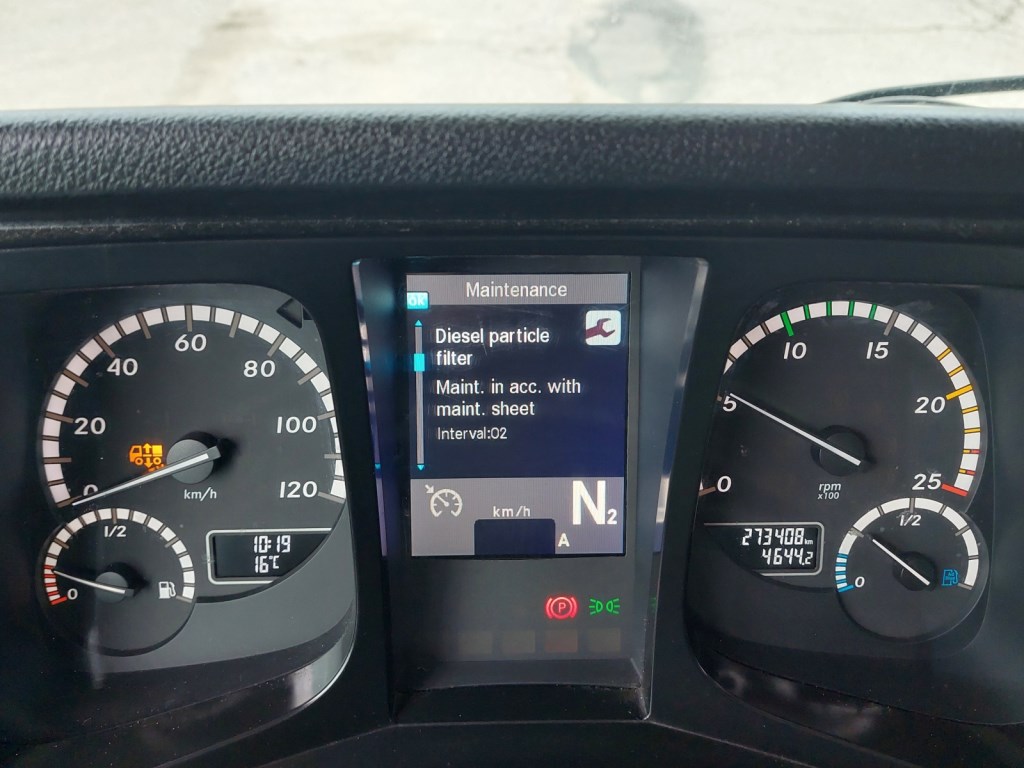 Maintenance
OK
Diesel particle
filter
Maint. in acc. with
maint. sheet
Interval:02
km/h
N2
A
0
20
40
60
80
100
120
km/h
0
1/2
10:19
16°C
0
5
10
15
20
25
rpm
x100
273408km
4644.2
0
1/2
P